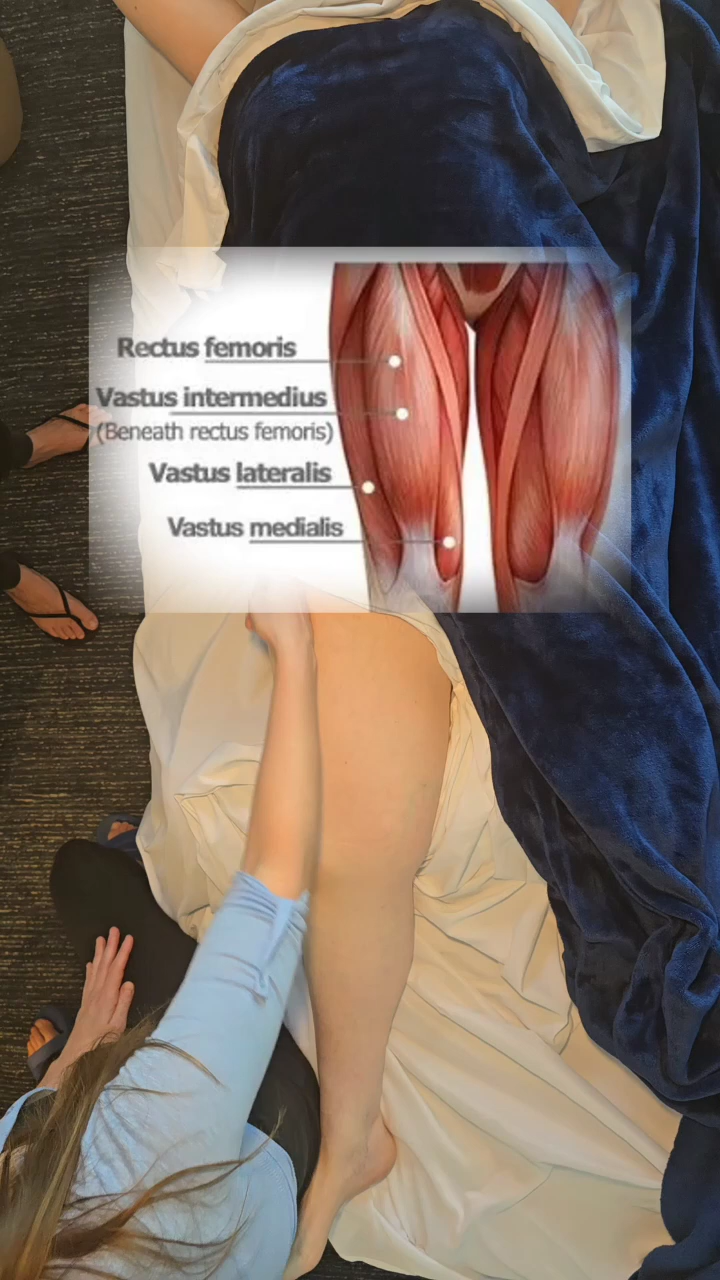 Rectus femoris
Vastus intermedius
(Beneath rectus femoris)
Vastus lateralis
Vastus medialis